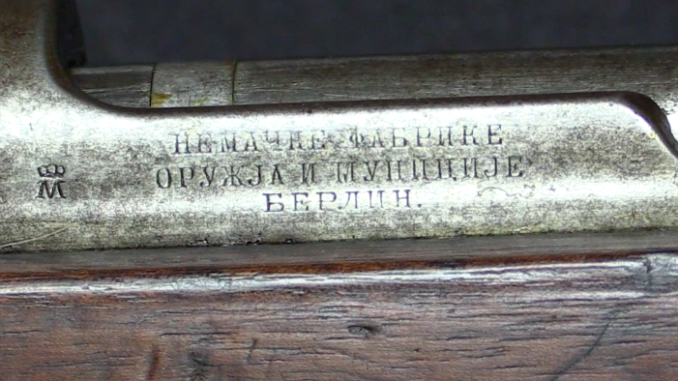 НЕМАЧКЕ ФАБРИКЕ
ОРУЖЈА И МУНИЦИЈЕ
БЕРЛИН.
M